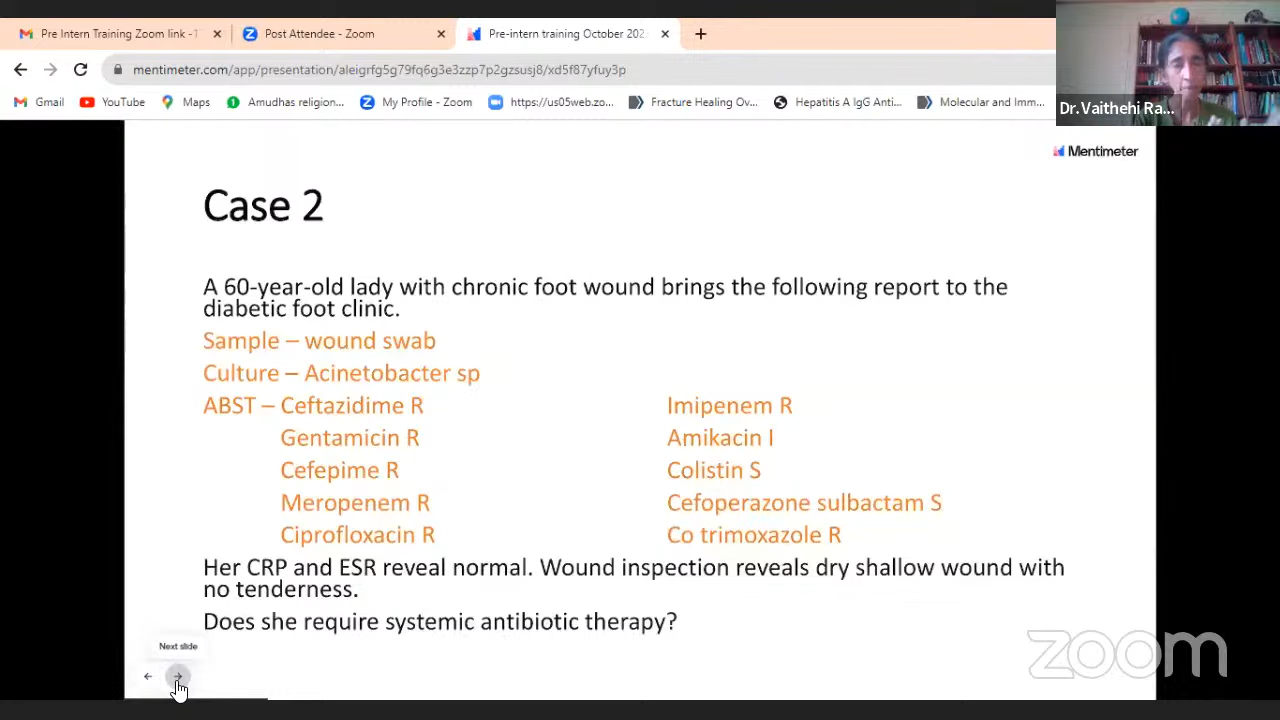 Pre Intern Training Zoom link -
Post Attendee - Zoom
Pre-intern training October 202
mentimeter.com/app/presentation/aleigrfg5g79fq6g3e3zzp7p2gzsusj8/xd5f87yfuy3p
Gmail
YouTube
Maps
Amudhas religion...
My Profile - Zoom
https://us05web.zo...
Fracture Healing Ov...
Hepatitis A IgG Anti...
Molecular and Imm...
Dr.Vaithehi Ra...
Mentimeter
Case 2
A 60-year-old lady with chronic foot wound brings the following report to the
diabetic foot clinic.
Sample – wound swab
Culture – Acinetobacter sp
ABST – Ceftazidime R Imipenem R
Gentamicin R Amikacin I
Cefepime R Colistin S
Meropenem R Cefoperazone sulbactam S
Ciprofloxacin R Co trimoxazole R
Her CRP and ESR reveal normal. Wound inspection reveals dry shallow wound with
no tenderness.
Does she require systemic antibiotic therapy?
Next slide
zoom